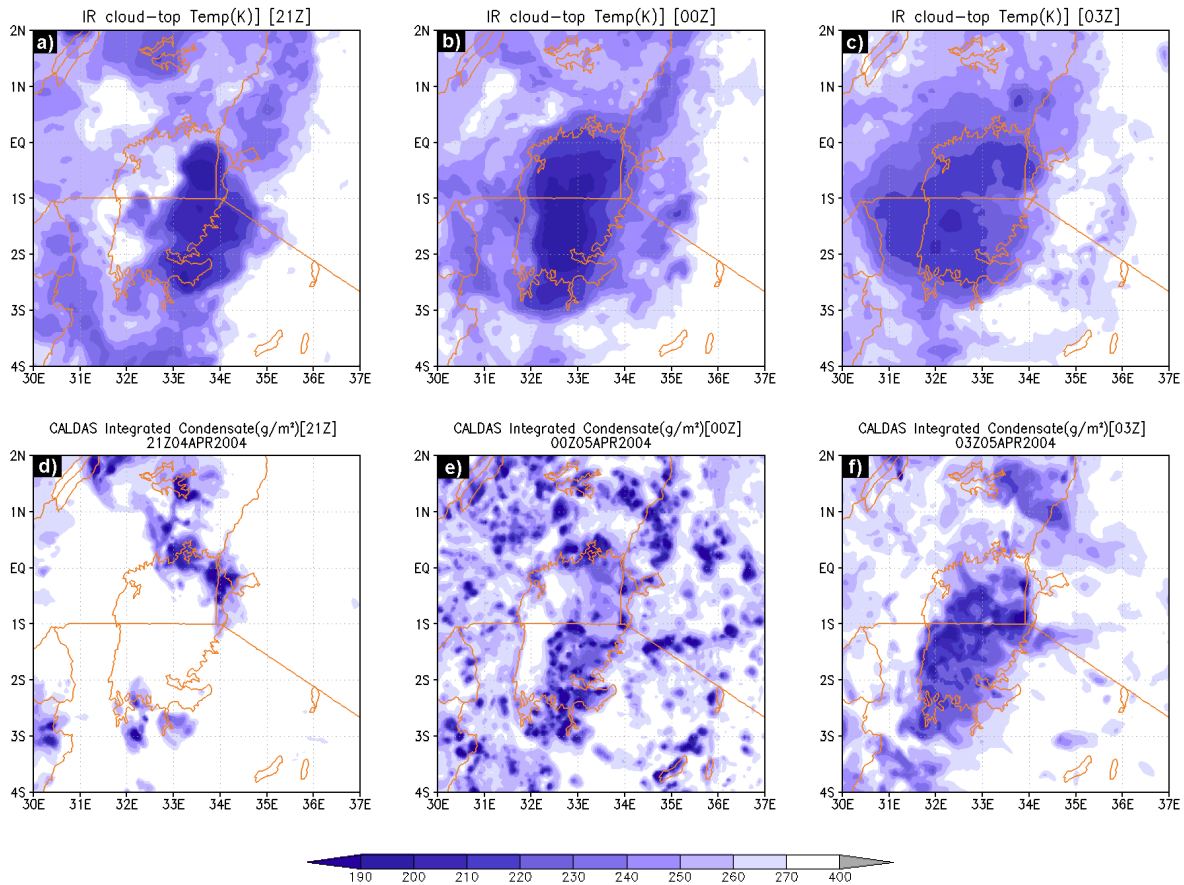 IR cloud-top Temp(K)] [21Z]
a)
2N
1N
EQ
1S
2S
3S
4S
30E 31E 32E 33E 34E 35E 36E 37E
IR cloud-top Temp(K)] [00Z]
b)
2N
1N
EQ
1S
2S
3S
4S
30E 31E 32E 33E 34E 35E 36E 37E
IR cloud-top Temp(K)] [03Z]
c)
2N
1N
EQ
1S
2S
3S
4S
30E 31E 32E 33E 34E 35E 36E 37E
CALDAS Integrated Condensate(g/m²)[21Z]
21Z04APR2004
d)
2N
1N
EQ
1S
2S
3S
4S
30E 31E 32E 33E 34E 35E 36E 37E
CALDAS Integrated Condensate(g/m²)[00Z]
00Z05APR2004
e)
2N
1N
EQ
1S
2S
3S
4S
30E 31E 32E 33E 34E 35E 36E 37E
CALDAS Integrated Condensate(g/m²)[03Z]
03Z05APR2004
f)
2N
1N
EQ
1S
2S
3S
4S
30E 31E 32E 33E 34E 35E 36E 37E
190 200 210 220 230 240 250 260 270 400